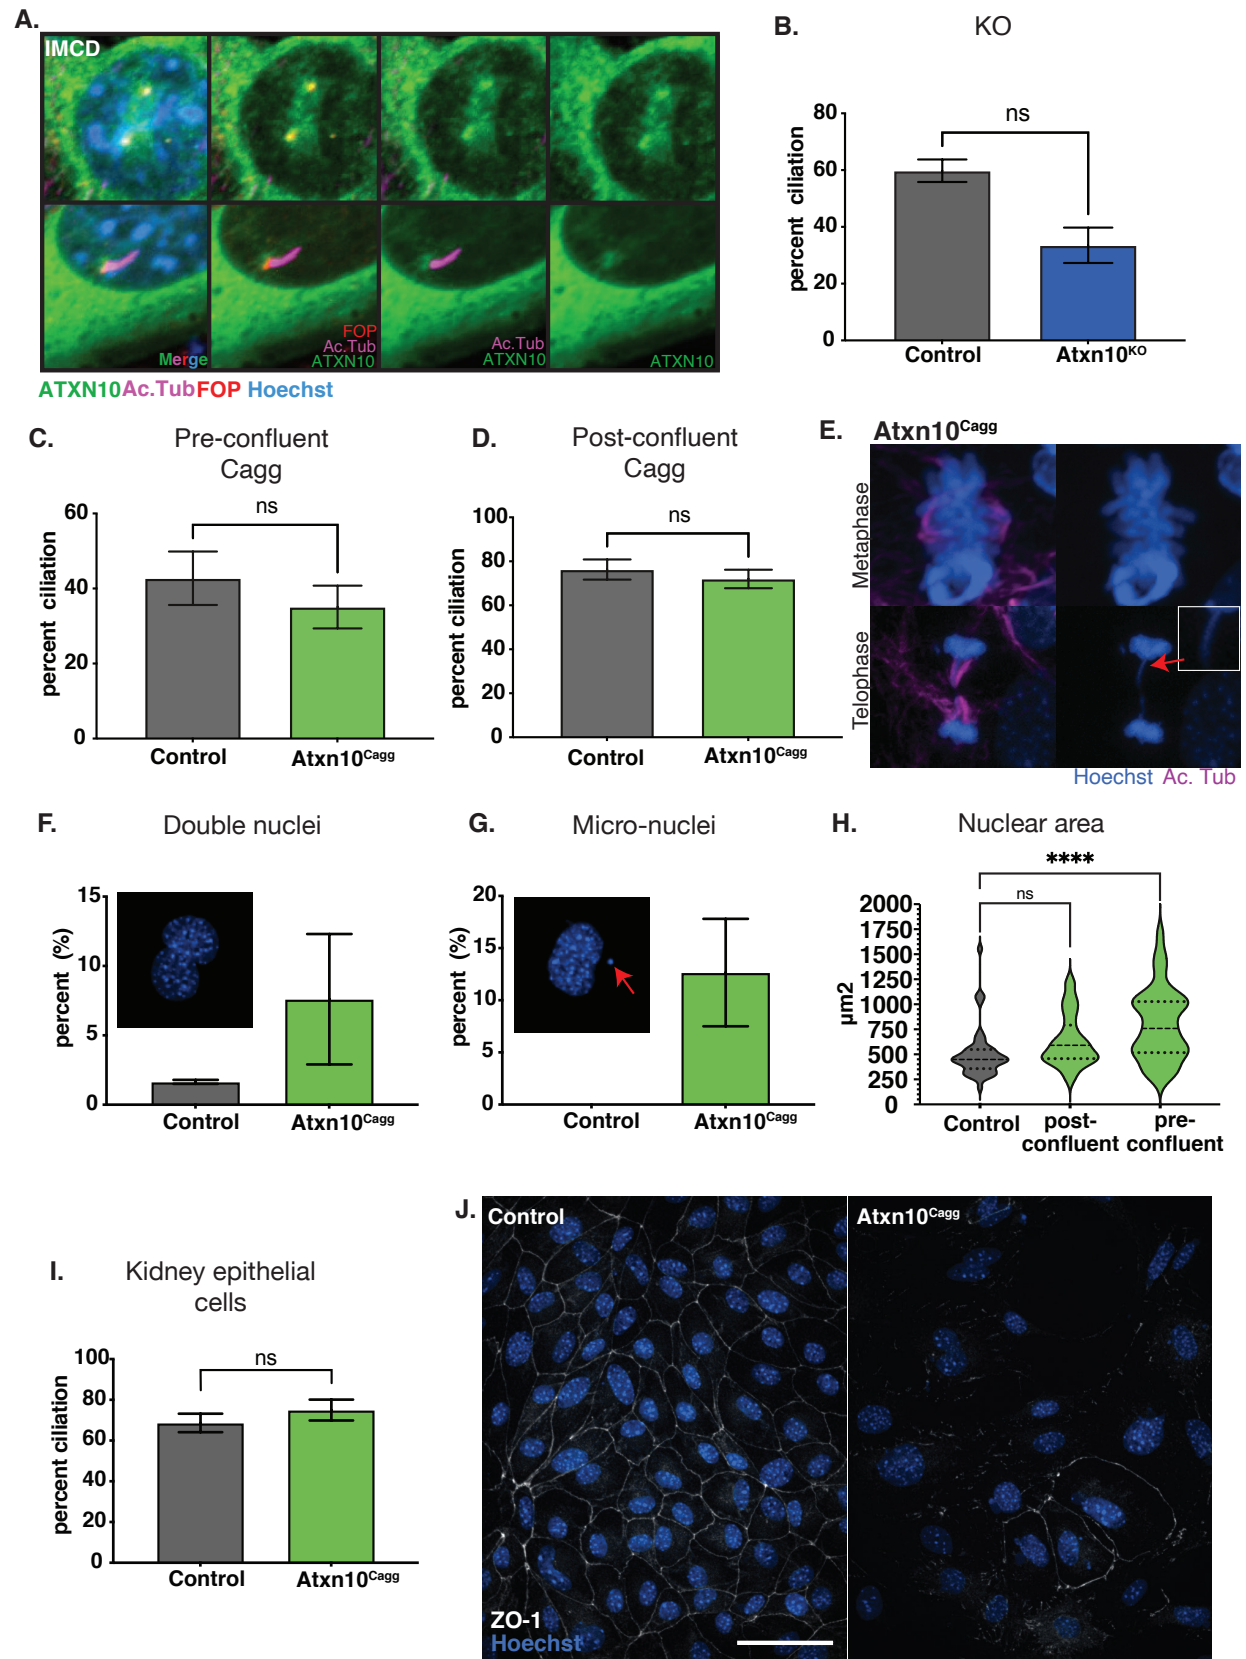 A.
IMCD
Merge
FOP
Ac.Tub
ATXN10
Ac.Tub
ATXN10
ATXN10
ATXN10 Ac.Tub FOP Hoechst
B.
KO
ns
percent ciliation
80
60
40
20
0
Control
Atxn10KO
C.
Pre-confluent
Cagg
ns
percent ciliation
60
40
20
0
Control
Atxn10Cagg
D.
Post-confluent
Cagg
ns
percent ciliation
100
80
60
40
20
0
Control
Atxn10Cagg
E.
Atxn10Cagg
Metaphase
Telophase
Hoechst Ac. Tub
F.
Double nuclei
percent (%)
15
10
5
0
Control
Atxn10Cagg
G.
Micro-nuclei
percent (%)
20
15
10
5
0
Control
Atxn10Cagg
H.
Nuclear area
****
ns
µm2
2000
1750
1500
1250
1000
750
500
250
0
Control
post-
confluent
pre-
confluent
I.
Kidney epithelial
cells
ns
percent ciliation
100
80
60
40
20
0
Control
Atxn10Cagg
J.
Control
Atxn10Cagg
ZO-1
Hoechst